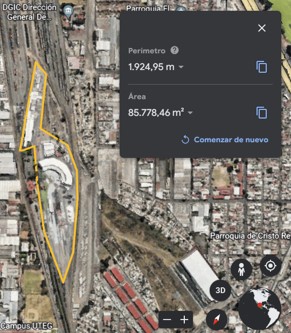 DGIC Dirección
General De...
Parroquia El
Perímetro
1.924,95 m
Área
85.778,46 m²
Comenzar de nuevo
Parroquia de Cristo Re
Campus UTEG
3D